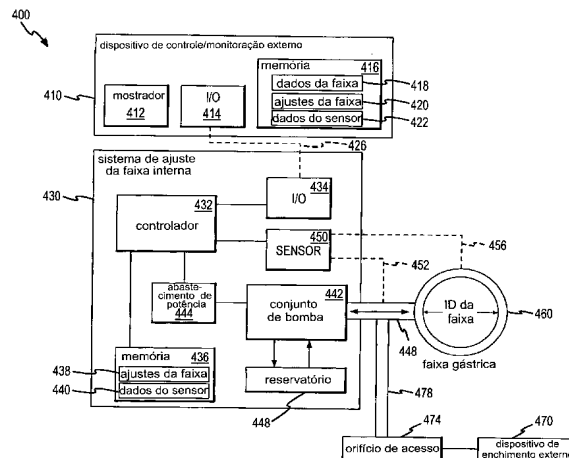 400
dispositivo de controle/monitoração externo
410
mostrador
412
I/O
414
memória 416
dados da faixa
418
ajustes da faixa
420
dados do sensor
422
426
sistema de ajuste
da faixa interna
430
432
controlador
434
I/O
450
SENSOR
452
456
abaste-
cimento de
potência
444
442
conjunto
de bomba
448
1D da
faixa
460
faixa gástrica
memória 436
438
ajustes da faixa
440
dados do sensor
reservatório
448
478
474
orifício de acesso
470
dispositivo de
enchimento externo